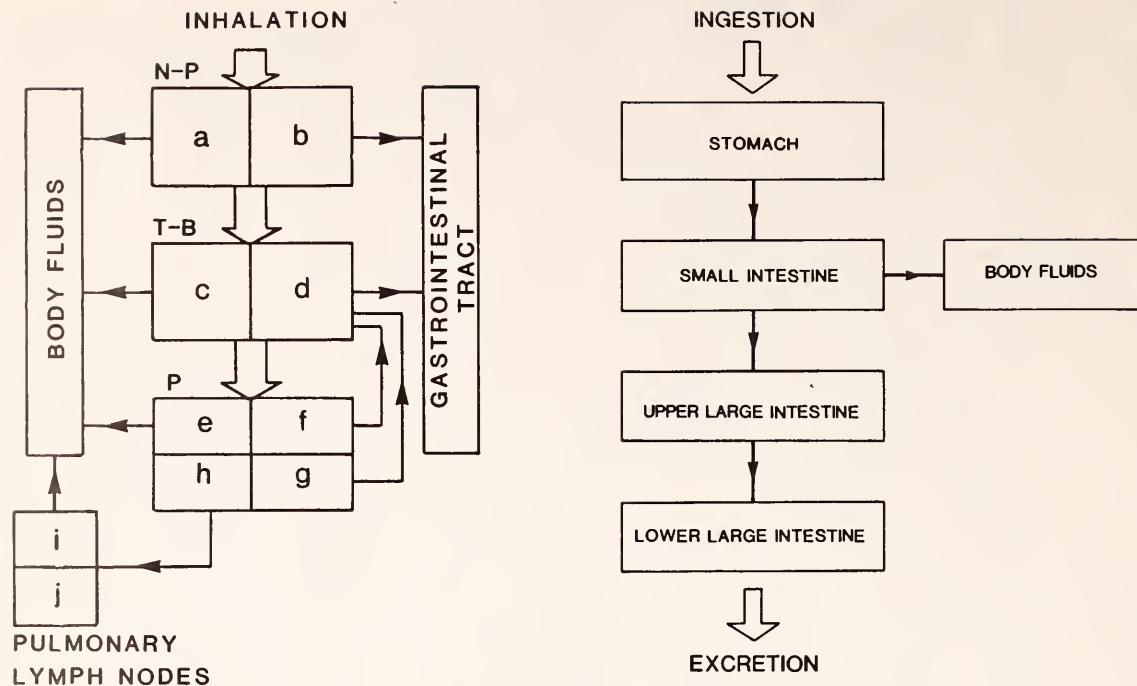 INHALATION
N-P
a
b
T-B
c
d
P
e
f
h
g
i
j
BODY FLUIDS
GASTROINTESTINAL
TRACT
PULMONARY
LYMPH NODES
INGESTION
STOMACH
SMALL INTESTINE
BODY FLUIDS
UPPER LARGE INTESTINE
LOWER LARGE INTESTINE
EXCRETION